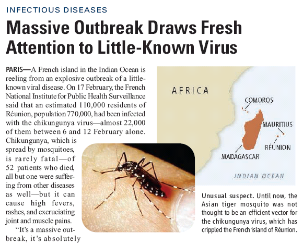 INFECTIOUS DISEASES
Massive Outbreak Draws Fresh
Attention to Little-Known Virus
PARIS—A French island in the Indian Ocean is
reeling from an explosive outbreak of a little-
known viral disease. On 17 February, the French
National Institute for Public Health Surveillance
said that an estimated 110,000 residents of
Réunion, population 770,000, had been infected
with the chikungunya virus—almost 22,000
of them between 6 and 12 February alone.
Chikungunya, which is
spread by mosquitoes,
is rarely fatal—of
52 patients who died,
all but one were suffer-
ing from other diseases
as well—but it can
cause high fevers,
rashes, and excruciating
joint and muscle pains.
"It's a massive out-
break, it's absolutely
AFRICA
COMOROS
MAURITIUS
RÉUNION
MADAGASCAR
INDIAN OCEAN
Unusual suspect. Until now, the
Asian tiger mosquito was not
thought to be an efficient vector for
the chikungunya virus, which has
crippled the French island of Réunion.